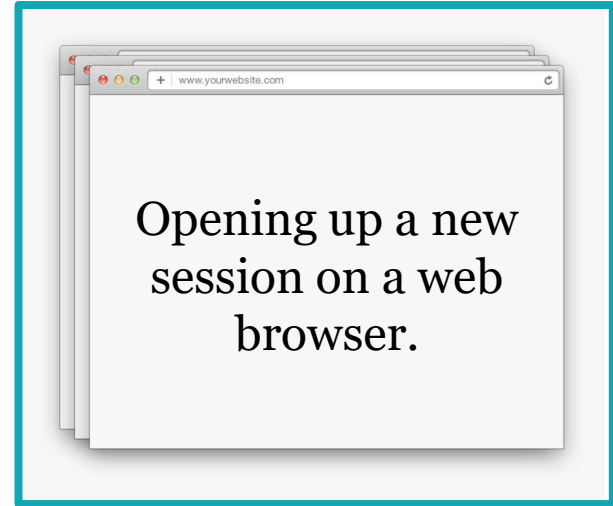 + www.yourwebsite.com
Opening up a new
session on a web
browser.